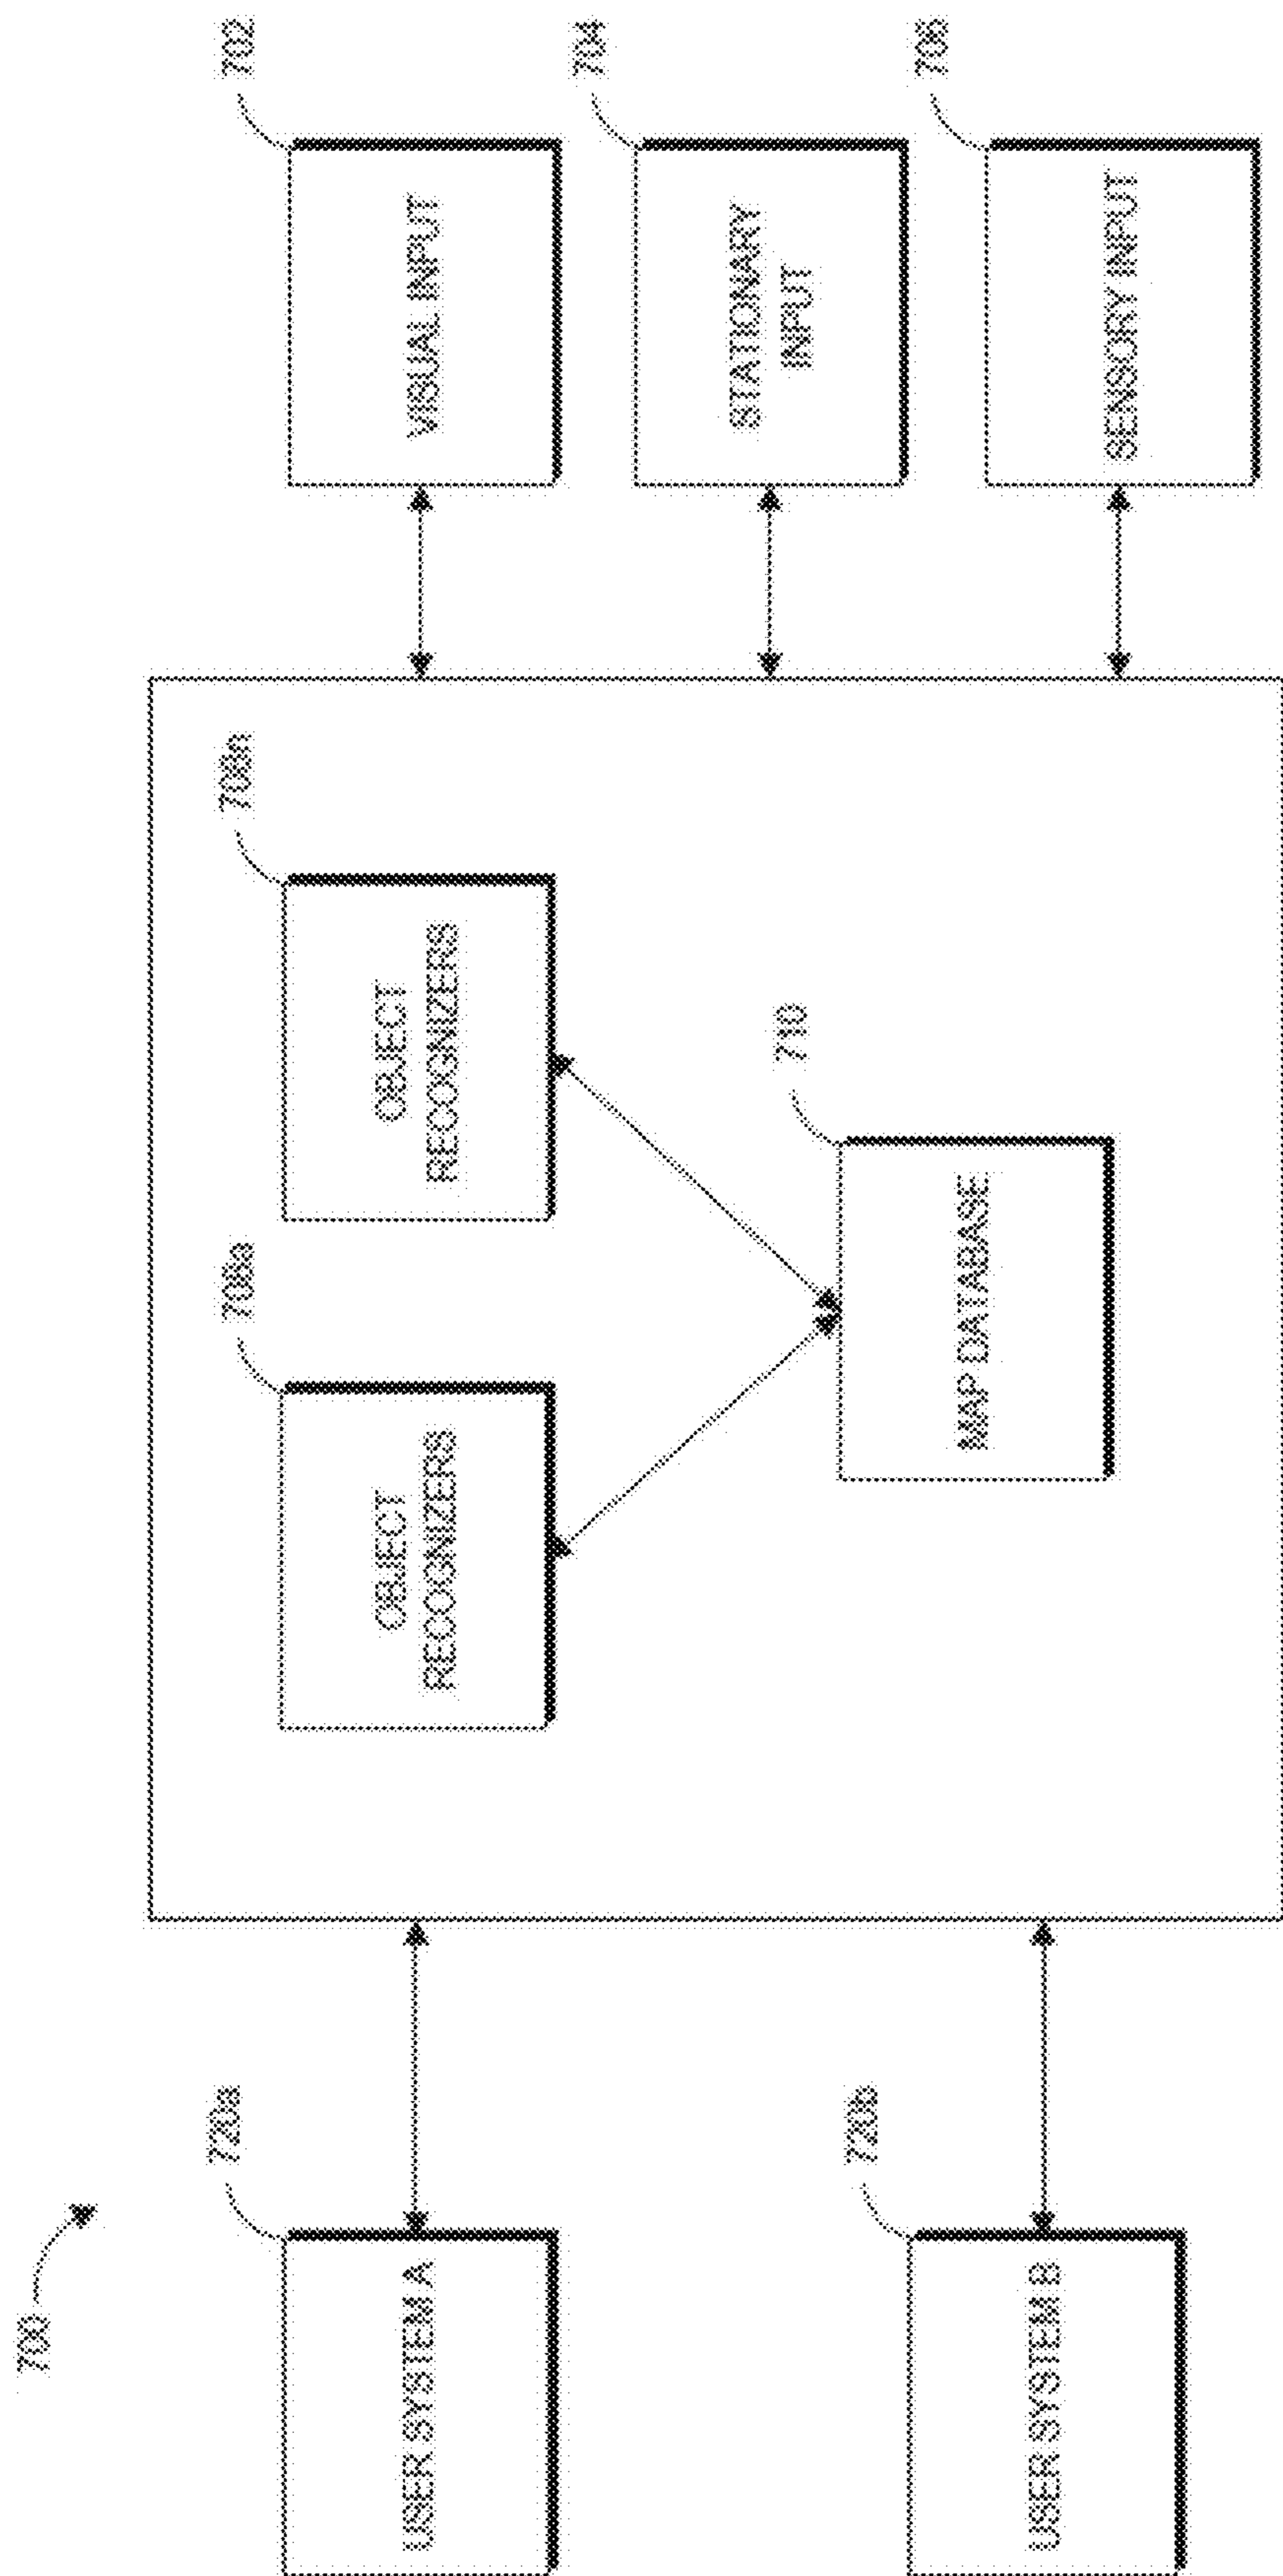 700
720a
USER SYSTEM A
720b
USER SYSTEM B
708a
OBJECT
RECOGNIZERS
708n
OBJECT
RECOGNIZERS
710
MAP DATABASE
702
VISUAL INPUT
704
STATIONARY
INPUT
706
SENSORY INPUT